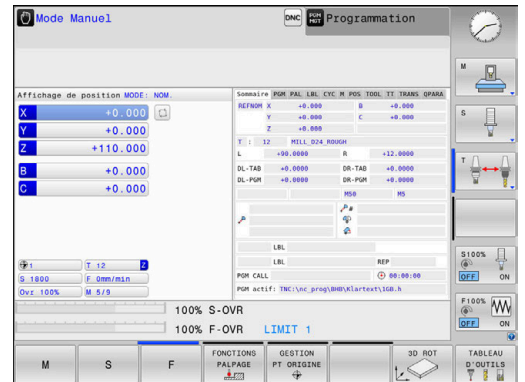 Mode Manuel
DNC
PGM MDT
Programmation
Affichage de position MODE: NOM.
X +0.000
Y +0.000
Z +110.000
B +0.000
C +0.000
1
T 12 Z
S 1800 F 0mm/min
Ovr 100% M 5/9
Sommaire PGM PAL LBL CYC M POS TOOL TT TRANS QPARA
REFNOM X +0.000 B +0.000
Y +0.000 C +0.000
Z +0.000
T : 12 MILL_D24_ROUGH
L +90.0000 R +12.0000
DL-TAB +0.0000 DR-TAB +0.0000
DL-PGM +0.0000 DR-PGM +0.0000
M50 M5
LBL
LBL REP
PGM CALL 00:00:00
PGM actif: TNC:\nc_prog\BHB\Klartext\1GB.h
100% S-OVR
100% F-OVR LIMIT 1
M
S
T
S100%
OFF ON
F100%
OFF ON
M
S
F
FONCTIONS PALPAGE
GESTION PT ORIGINE
3D ROT
TABLEAU D'OUTILS